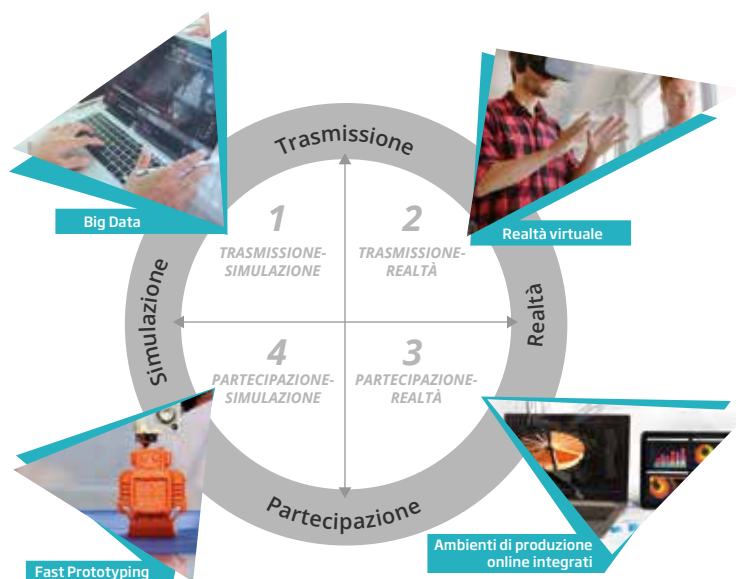 Trasmissione
Big Data
Realtà virtuale
1
TRASMISSIONE-
SIMULAZIONE
2
TRASMISSIONE-
REALTÀ
Simulazione
Realtà
4
PARTECIPAZIONE-
SIMULAZIONE
3
PARTECIPAZIONE-
REALTÀ
Partecipazione
Fast Prototyping
Ambienti di produzione
online integrati